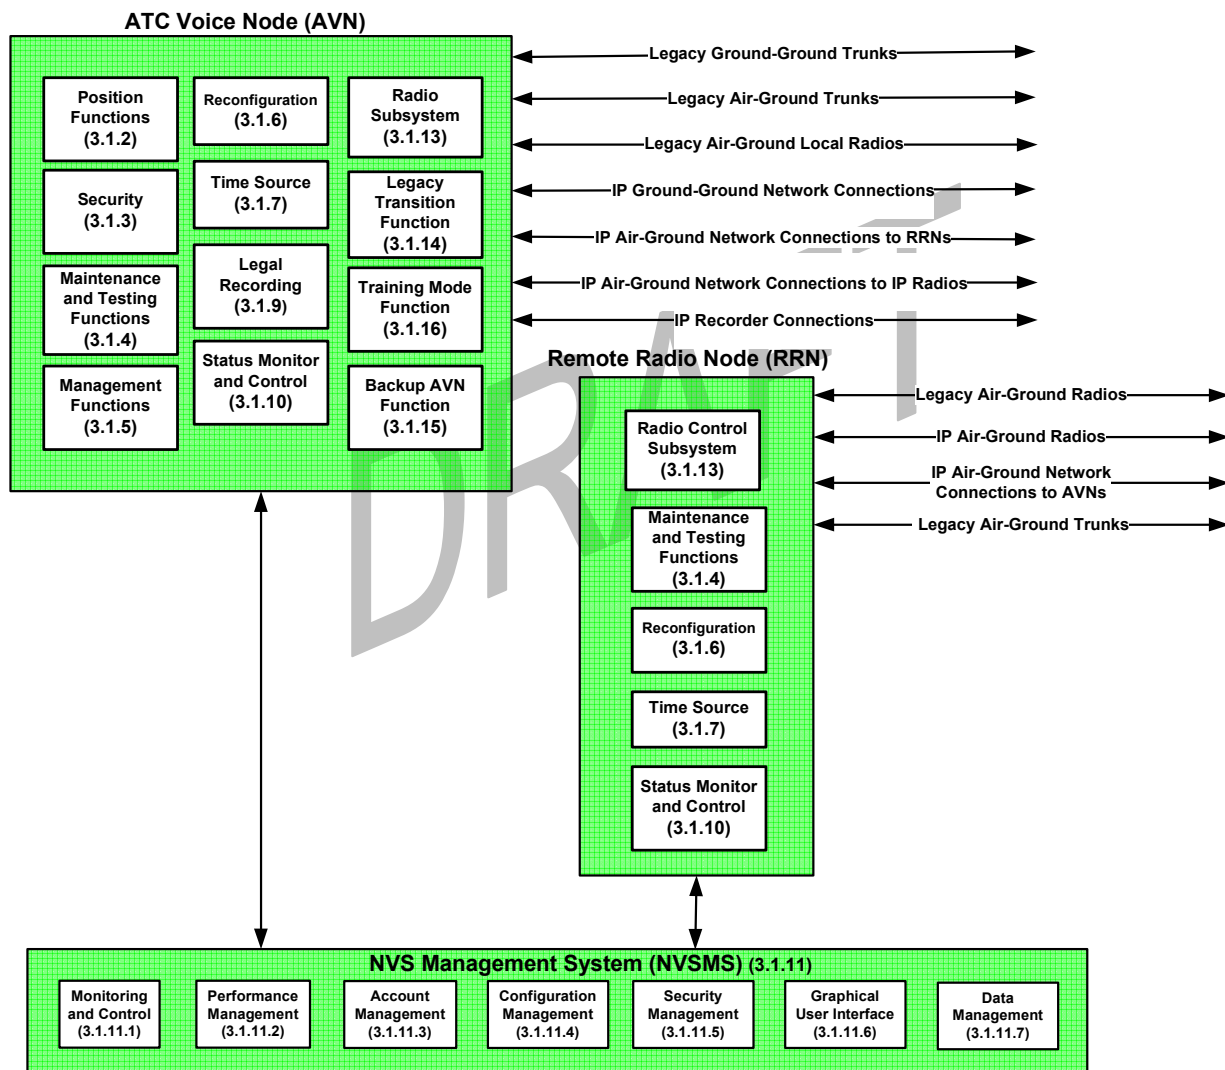 ATC Voice Node (AVN)
Position
Functions
(3.1.2)
Security
(3.1.3)
Maintenance
and Testing
Functions
(3.1.4)
Management
Functions
(3.1.5)
Reconfiguration
(3.1.6)
Time Source
(3.1.7)
Legal
Recording
(3.1.9)
Status Monitor
and Control
(3.1.10)
Radio
Subsystem
(3.1.13)
Legacy
Transition
Function
(3.1.14)
Training Mode
Function
(3.1.16)
Backup AVN
Function
(3.1.15)
Legacy Ground-Ground Trunks
Legacy Air-Ground Trunks
Legacy Air-Ground Local Radios
IP Ground-Ground Network Connections
IP Air-Ground Network Connections to RRNs
IP Air-Ground Network Connections to IP Radios
IP Recorder Connections
DRAFT
Remote Radio Node (RRN)
Radio Control
Subsystem
(3.1.13)
Maintenance
and Testing
Functions
(3.1.4)
Reconfiguration
(3.1.6)
Time Source
(3.1.7)
Status Monitor
and Control
(3.1.10)
Legacy Air-Ground Radios
IP Air-Ground Radios
IP Air-Ground Network
Connections to AVNs
Legacy Air-Ground Trunks
NVS Management System (NVSMS) (3.1.11)
Monitoring
and Control
(3.1.11.1)
Performance
Management
(3.1.11.2)
Account
Management
(3.1.11.3)
Configuration
Management
(3.1.11.4)
Security
Management
(3.1.11.5)
Graphical
User Interface
(3.1.11.6)
Data
Management
(3.1.11.7)